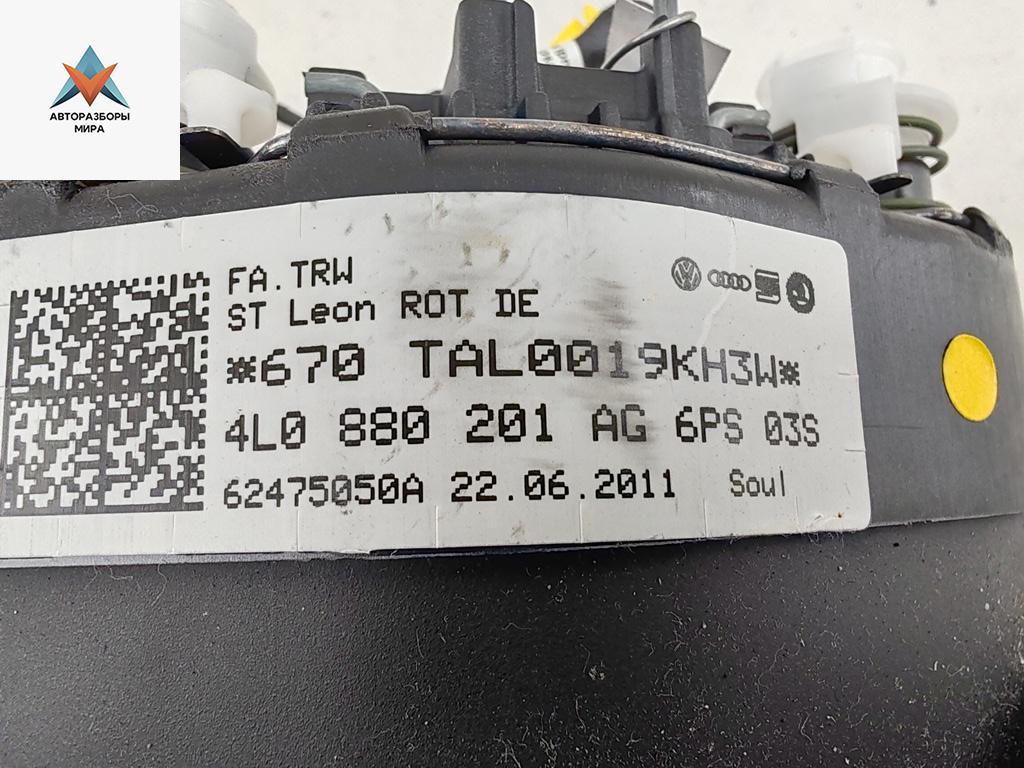 АВТОРАЗБОРЫ
МИРА
FA.TRW
ST Leon ROT DE
*670 TAL0019KH3W*
4L0 880 201 AG 6PS 03S
62475050A 22.06.2011 Soul